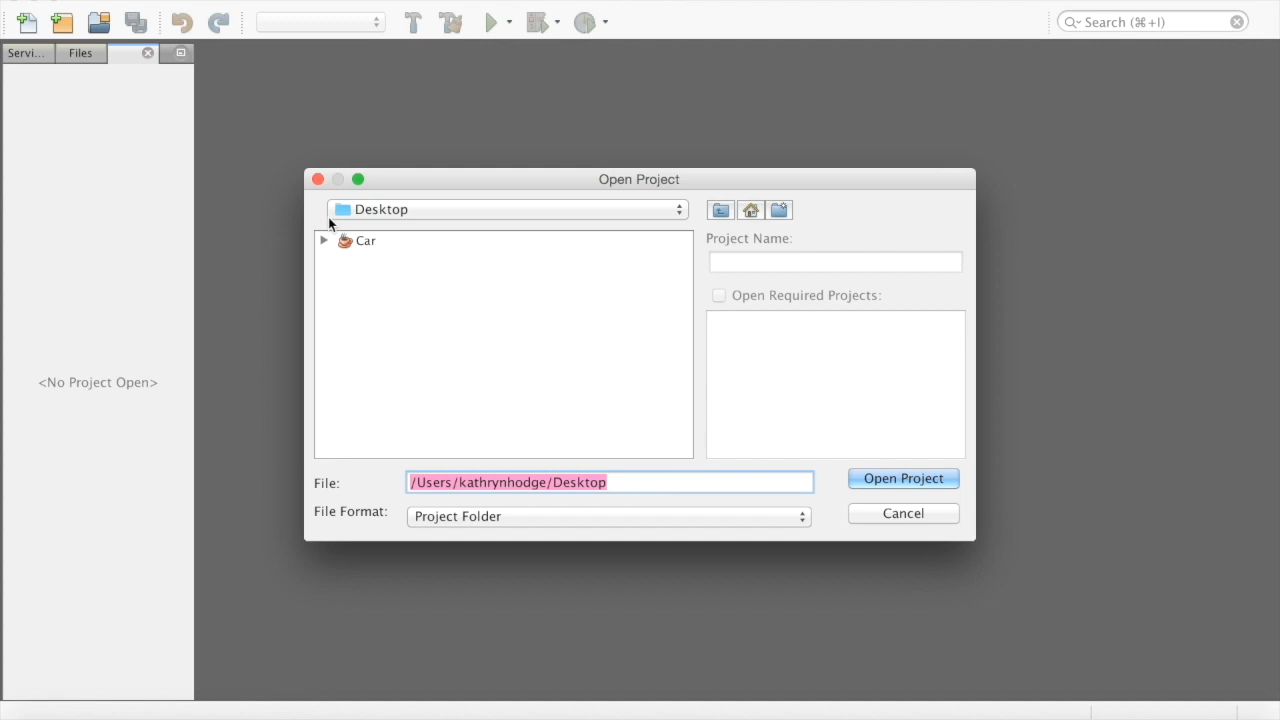 Search (⌘+I)
Servi...
Files
Open Project
Desktop
Car
Project Name:
Open Required Projects:
<No Project Open>
File:
/Users/kathrynhodge/Desktop
Open Project
File Format:
Project Folder
Cancel